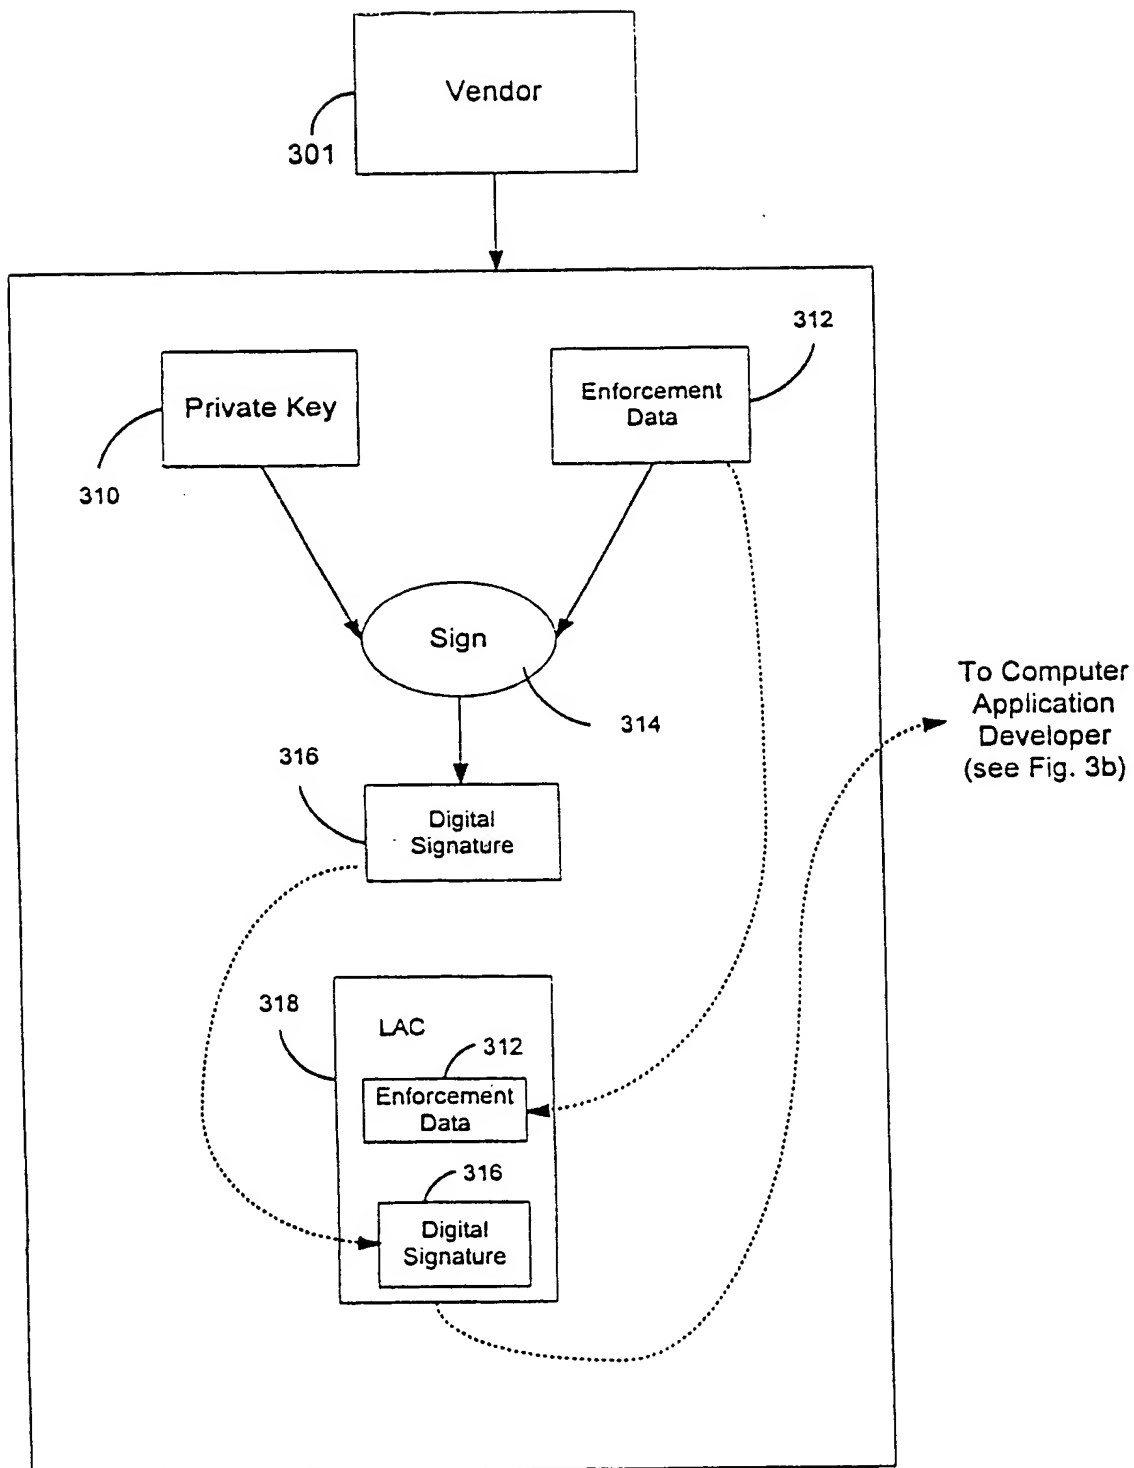 Vendor
301
312
Private Key
Enforcement
Data
310
Sign
314
To Computer
Application
Developer
(see Fig. 3b)
316
Digital
Signature
318
LAC
312
Enforcement
Data
316
Digital
Signature